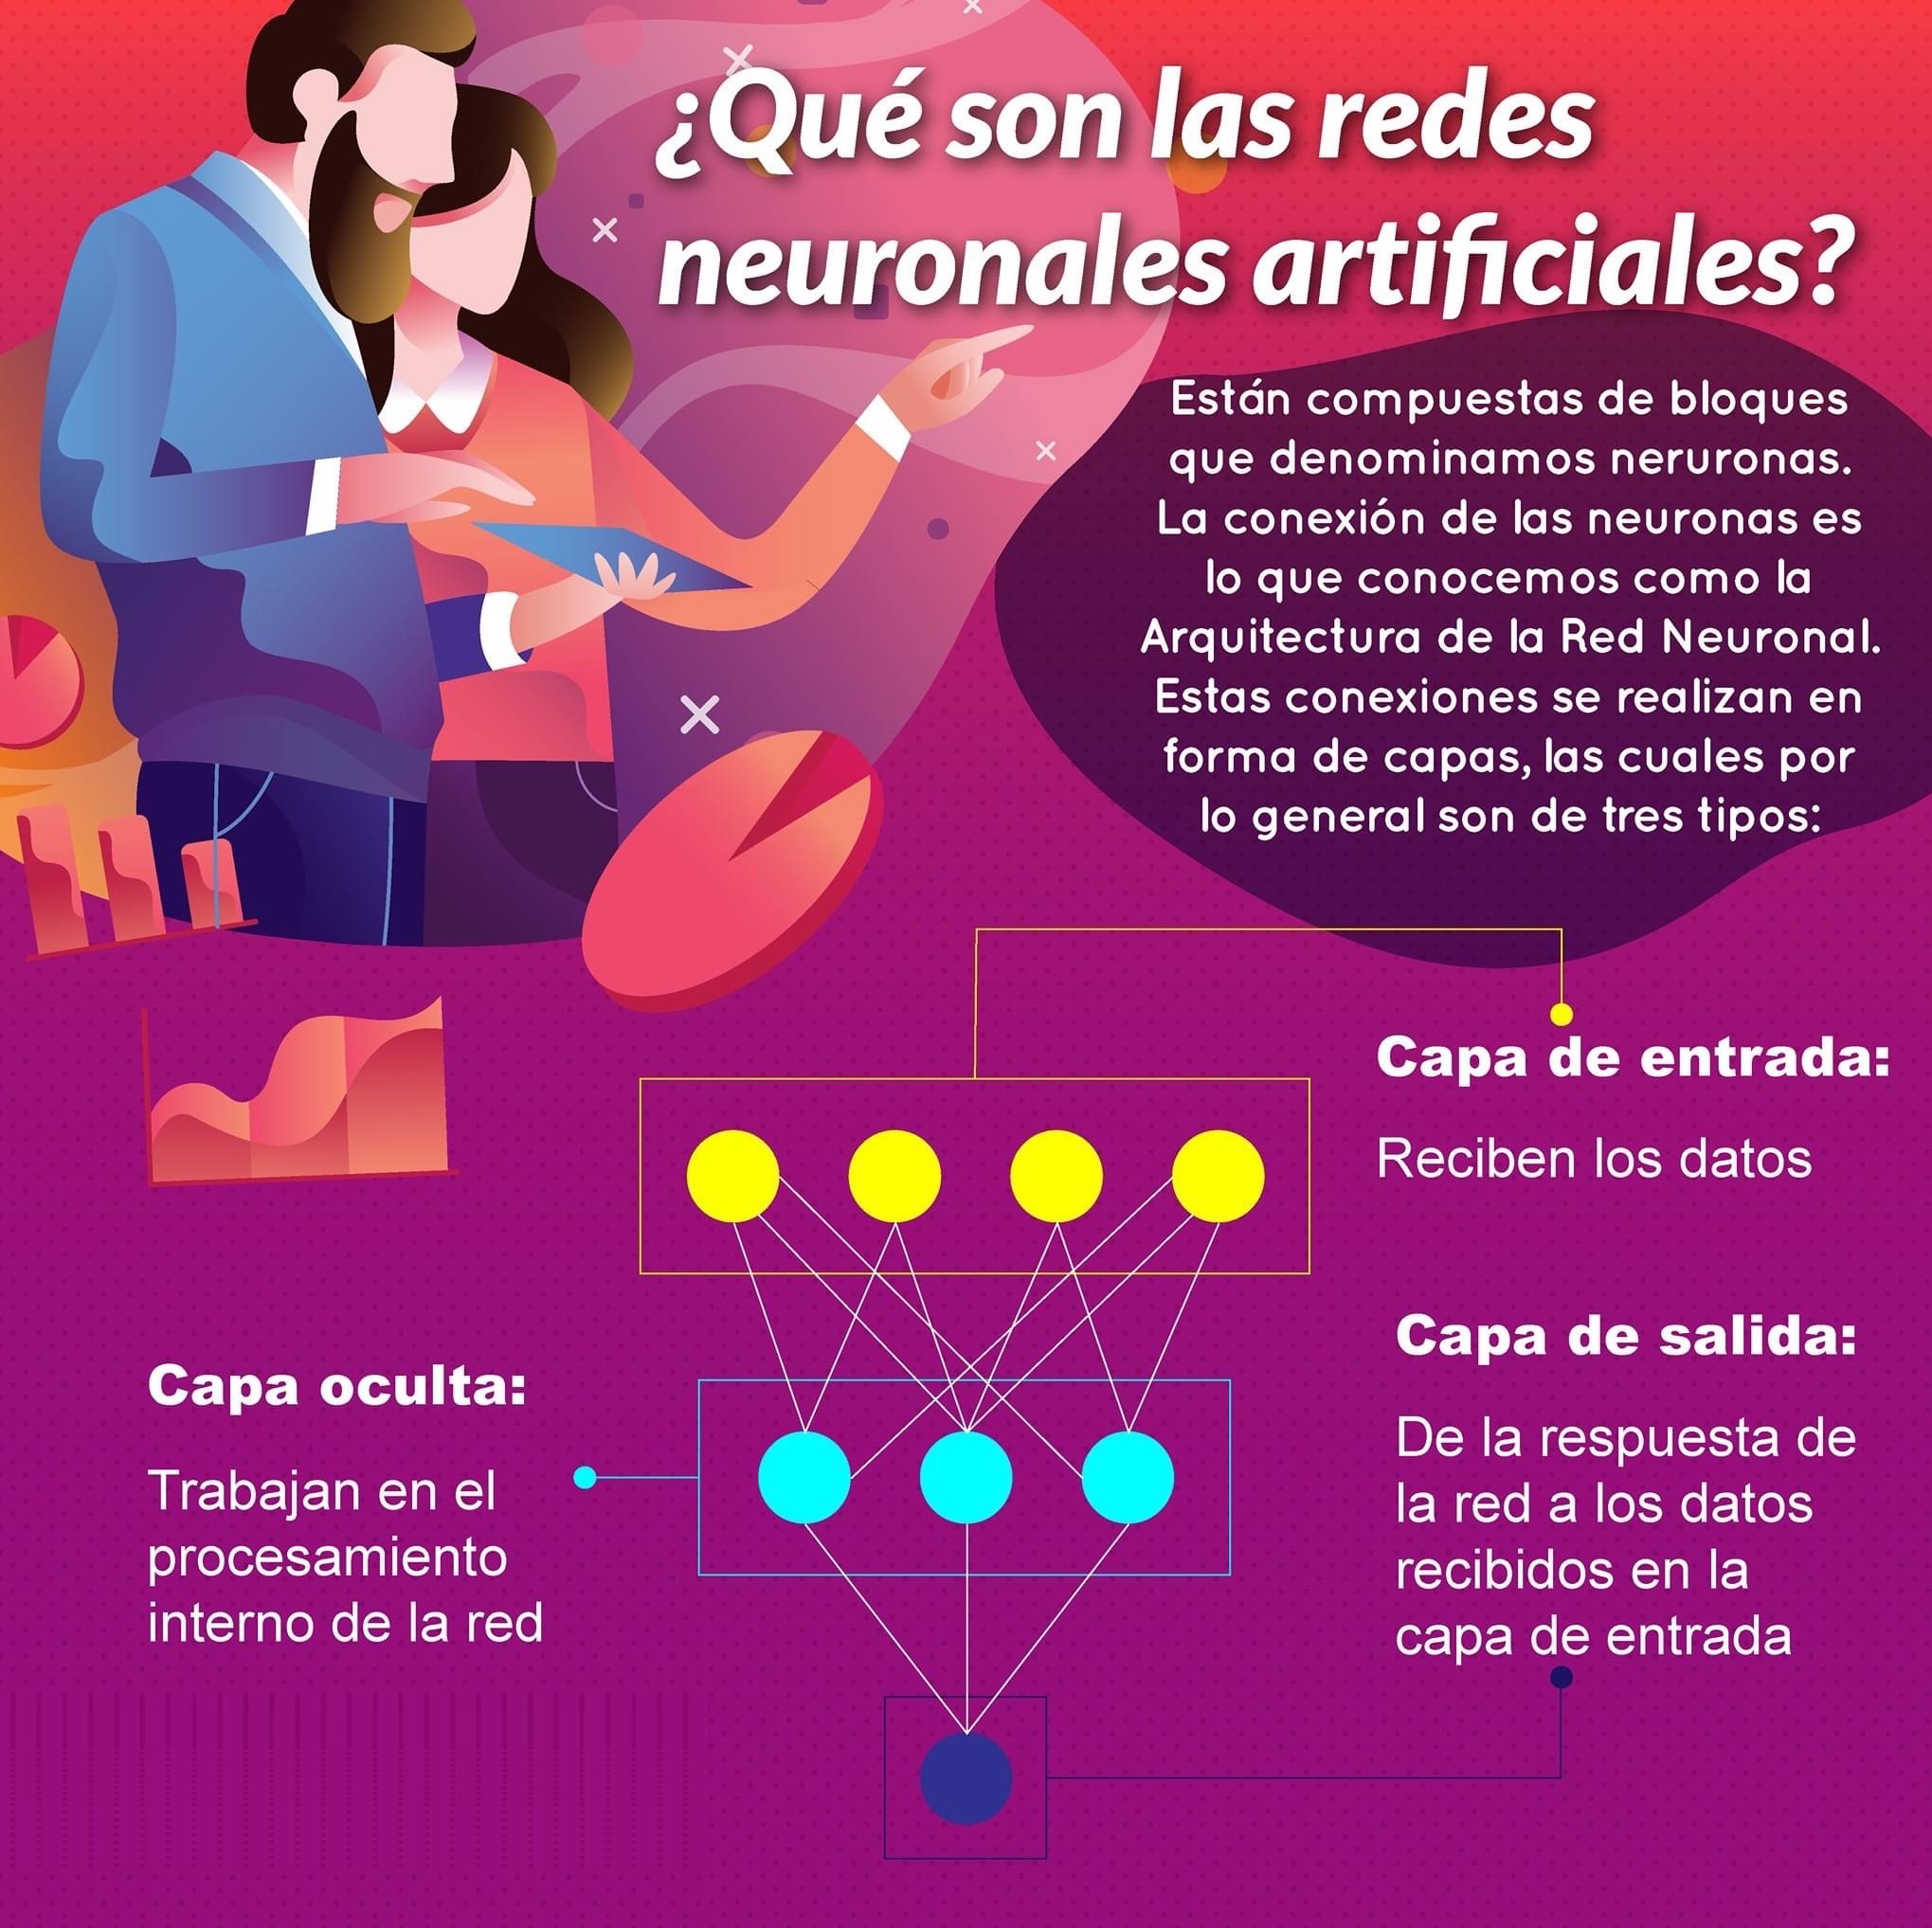 ¿Qué son las redes
neuronales artificiales?
Están compuestas de bloques
que denominamos neruronas.
La conexión de las neuronas es
lo que conocemos como la
Arquitectura de la Red Neuronal.
Estas conexiones se realizan en
forma de capas, las cuales por
lo general son de tres tipos:
Capa de entrada:
Reciben los datos
Capa oculta:
Trabajan en el
procesamiento
interno de la red
Capa de salida:
De la respuesta de
la red a los datos
recibidos en la
capa de entrada